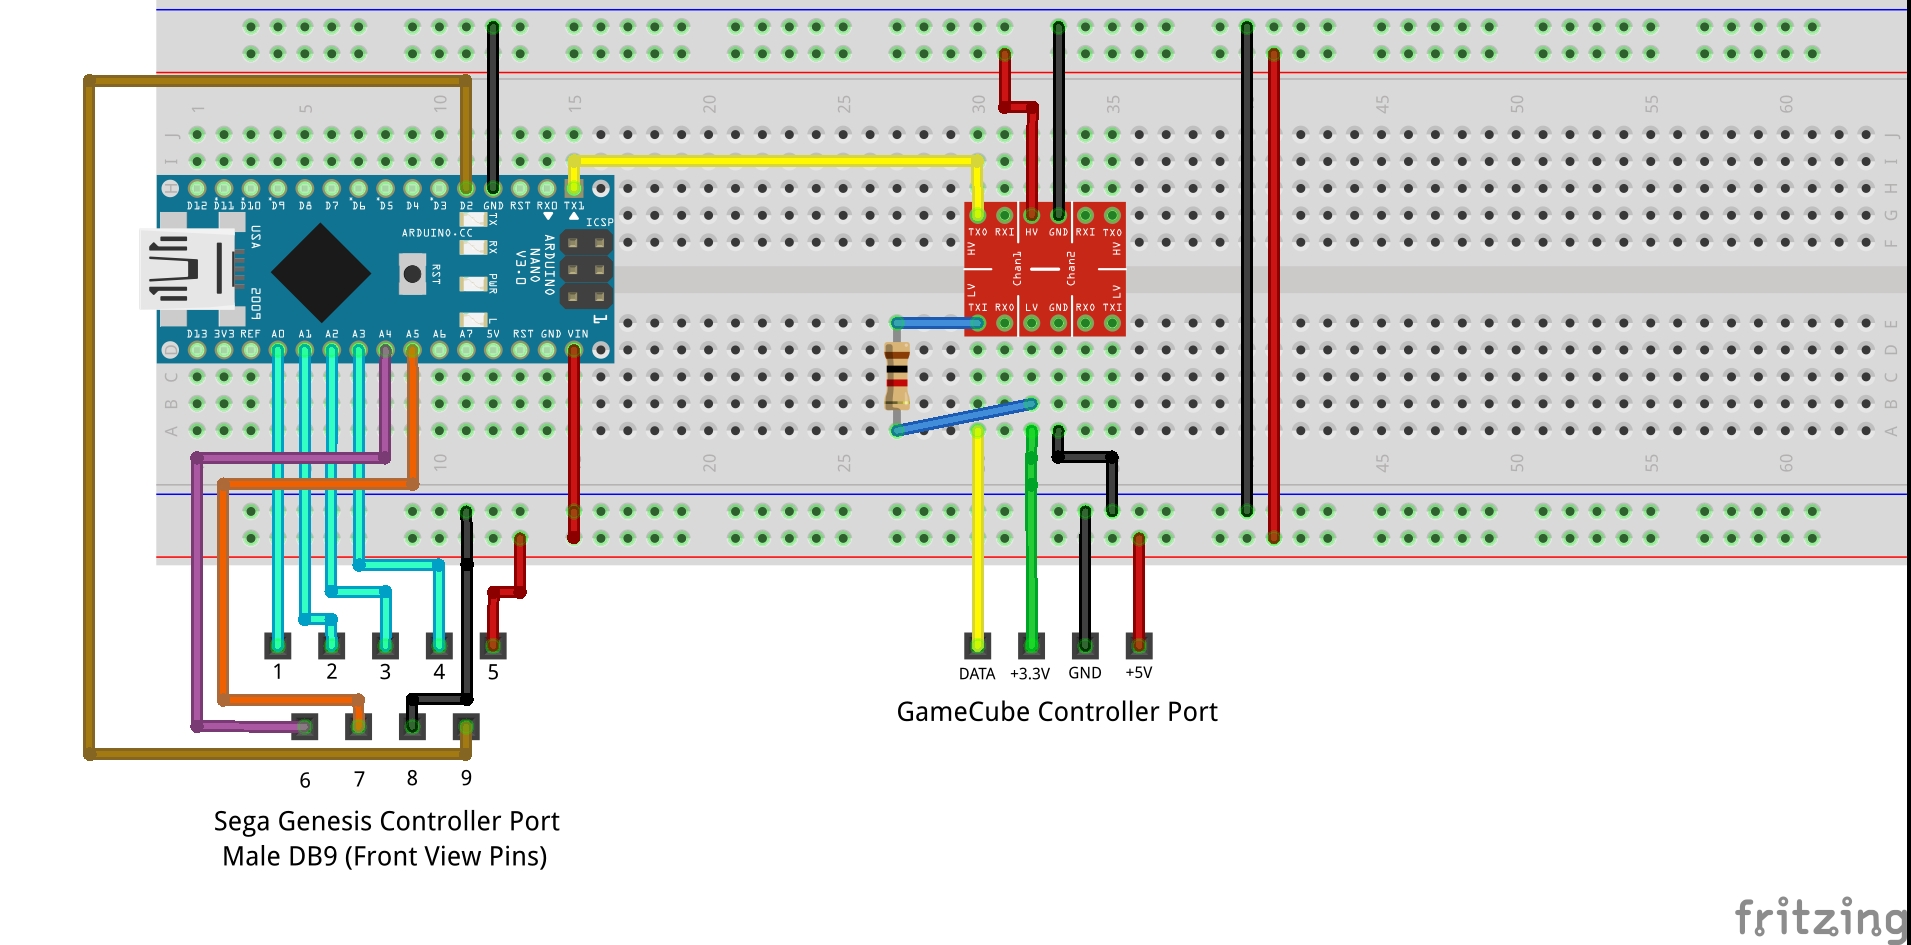 1 5 10 15 20 25 30 35 45 50 55 60
J J
I I
H H
G
F
D12 D11 D10 D9 D8 D7 D6 D5 D4 D3 D2 GND RST RX0 TX1
TX
RX
PWR
L
ICSP
ARDUINO.CC
USA
2009
RST
ARDUINO
NANO
V3.0
1
D13 3V3 REF A0 A1 A2 A3 A4 A5 A6 A7 5V RST GND VIN
TXO RXI HV GND RXI TXO
HV Chan1 Chan2 HV
LV LV
TXI RXO LV GND RXO TXI
E
D D
C C
B B
A A
10 20 25 45 50 55 60
1 2 3 4 5
6 7 8 9
Sega Genesis Controller Port
Male DB9 (Front View Pins)
DATA +3.3V GND +5V
GameCube Controller Port
fritzing